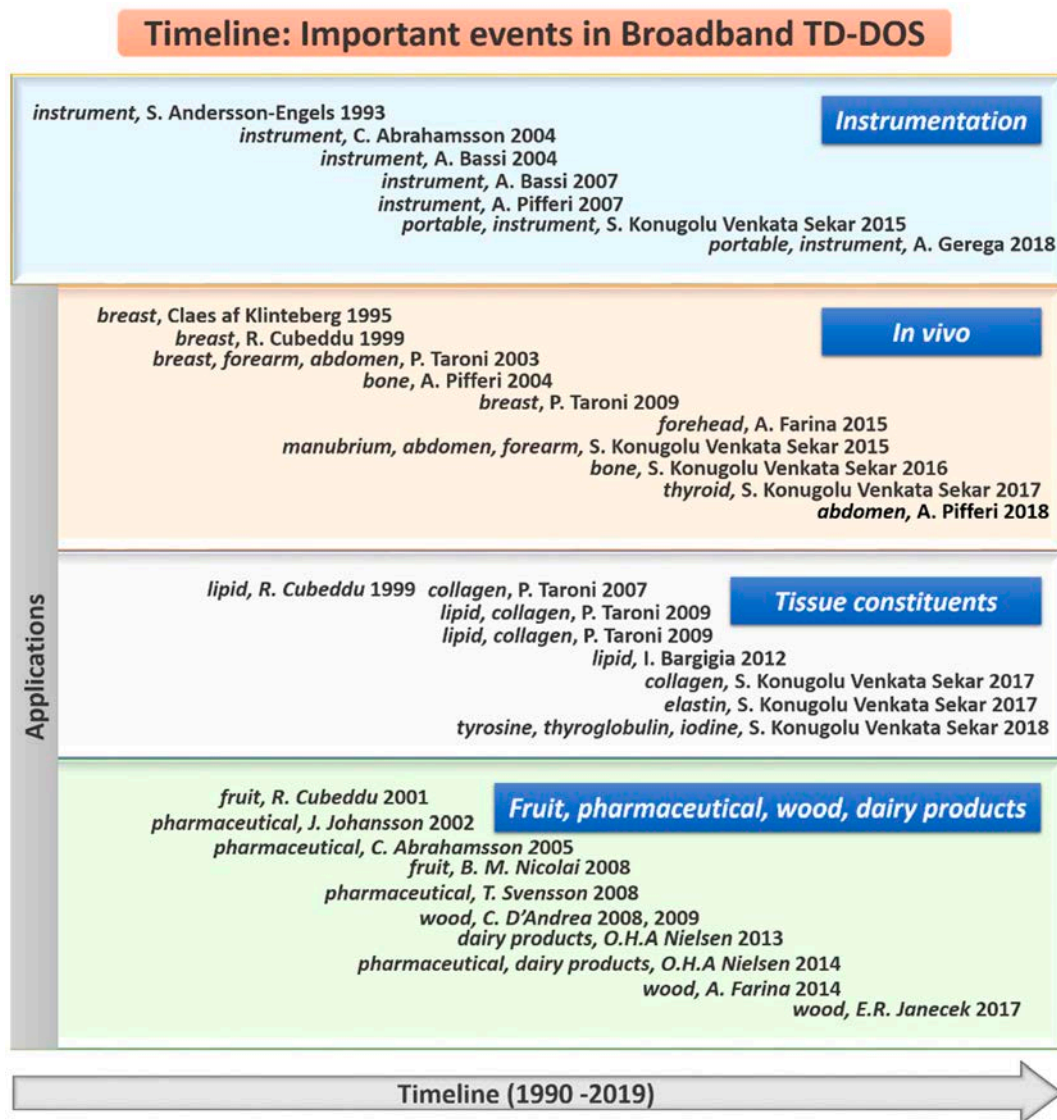 Timeline: Important events in Broadband TD-DOS
Instrumentation
instrument, S. Andersson-Engels 1993
instrument, C. Abrahamsson 2004
instrument, A. Bassi 2004
instrument, A. Bassi 2007
instrument, A. Pifferi 2007
portable, instrument, S. Konugolu Venkata Sekar 2015
portable, instrument, A. Gerega 2018
Applications
In vivo
breast, Claes af Klinteberg 1995
breast, R. Cubeddu 1999
breast, forearm, abdomen, P. Taroni 2003
bone, A. Pifferi 2004
breast, P. Taroni 2009
forehead, A. Farina 2015
manubrium, abdomen, forearm, S. Konugolu Venkata Sekar 2015
bone, S. Konugolu Venkata Sekar 2016
thyroid, S. Konugolu Venkata Sekar 2017
abdomen, A. Pifferi 2018
Tissue constituents
lipid, R. Cubeddu 1999 collagen, P. Taroni 2007
lipid, collagen, P. Taroni 2009
lipid, collagen, P. Taroni 2009
lipid, I. Bargigia 2012
collagen, S. Konugolu Venkata Sekar 2017
elastin, S. Konugolu Venkata Sekar 2017
tyrosine, thyroglobulin, iodine, S. Konugolu Venkata Sekar 2018
Fruit, pharmaceutical, wood, dairy products
fruit, R. Cubeddu 2001
pharmaceutical, J. Johansson 2002
pharmaceutical, C. Abrahamsson 2005
fruit, B. M. Nicolai 2008
pharmaceutical, T. Svensson 2008
wood, C. D'Andrea 2008, 2009
dairy products, O.H.A Nielsen 2013
pharmaceutical, dairy products, O.H.A Nielsen 2014
wood, A. Farina 2014
wood, E.R. Janecek 2017
Timeline (1990 -2019)